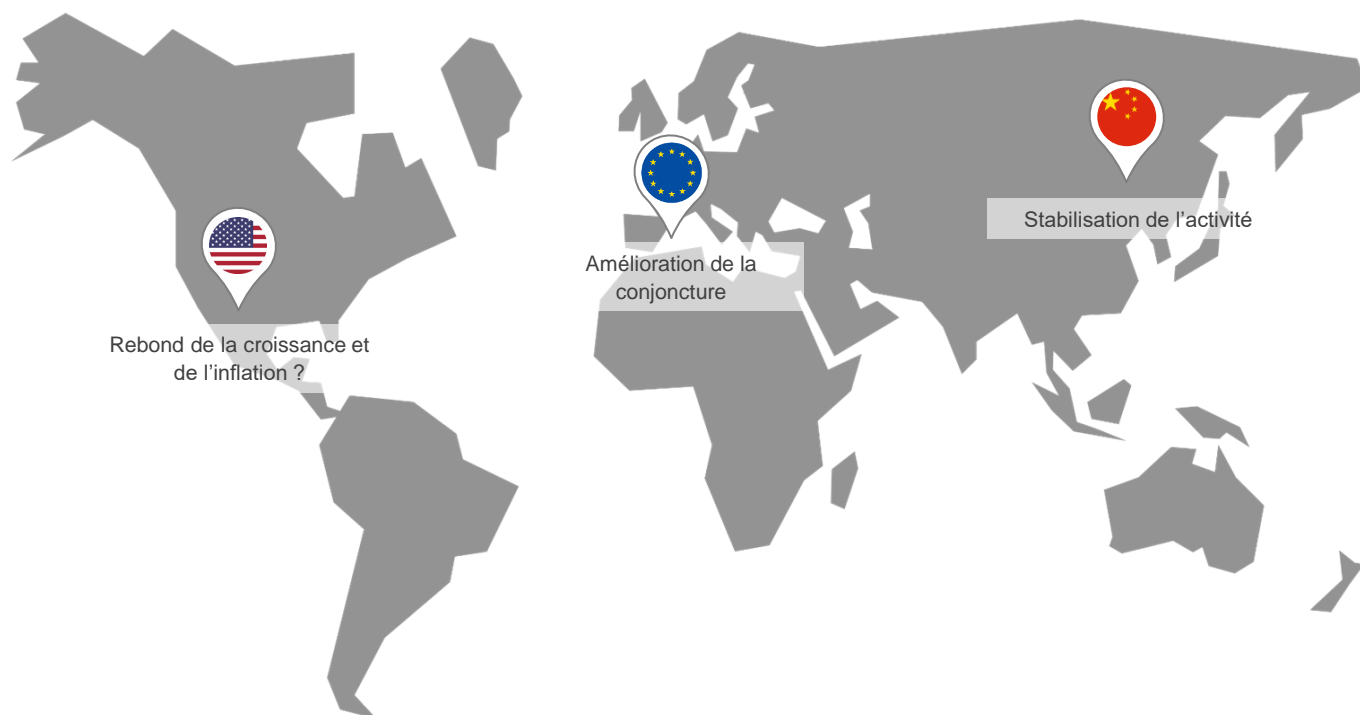 Stabilisation de l’activité
Amélioration de la
conjoncture
Rebond de la croissance et
de l’inflation ?